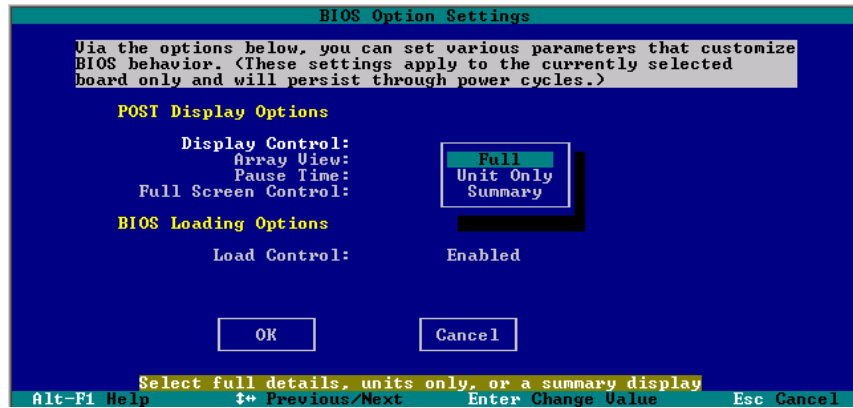 BIOS Option Settings
Via the options below, you can set various parameters that customize
BIOS behavior. (These settings apply to the currently selected
board only and will persist through power cycles.)
POST Display Options
Display Control:
Array View:
Pause Time:
Full Screen Control:
Full
Unit Only
Summary
BIOS Loading Options
Load Control: Enabled
OK Cancel
Select full details, units only, or a summary display
Alt-F1 Help ↕↔ Previous/Next Enter Change Value Esc Cancel